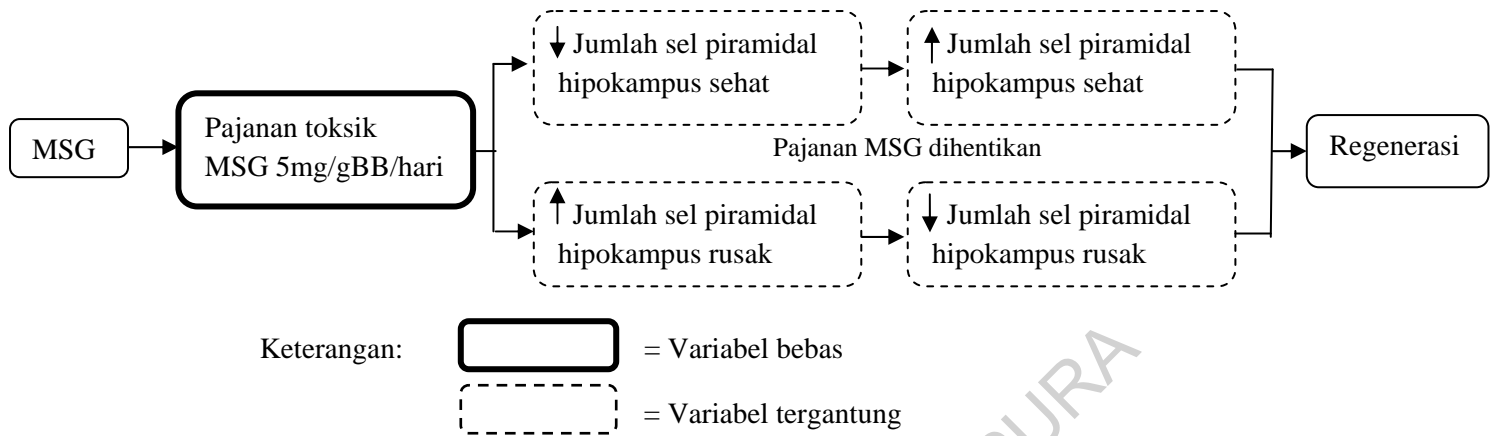 MSG
Pajanan toksik
MSG 5mg/gBB/hari
↓ Jumlah sel piramidal
hipokampus sehat
↑ Jumlah sel piramidal
hipokampus sehat
Pajanan MSG dihentikan
↑ Jumlah sel piramidal
hipokampus rusak
↓ Jumlah sel piramidal
hipokampus rusak
Regenerasi
Keterangan:
= Variabel bebas
= Variabel tergantung
PURA